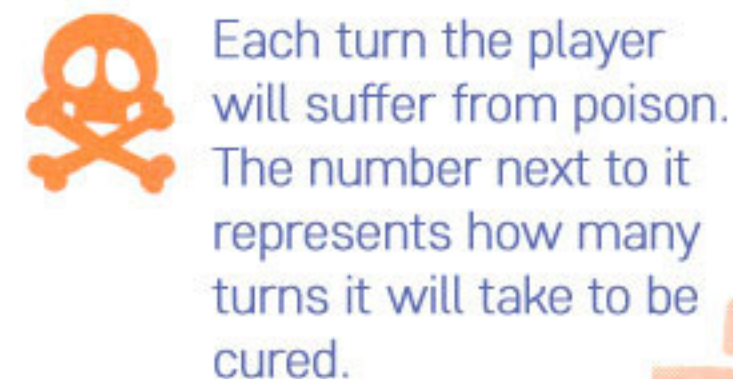 Each turn the player
will suffer from poison.
The number next to it
represents how many
turns it will take to be
cured.